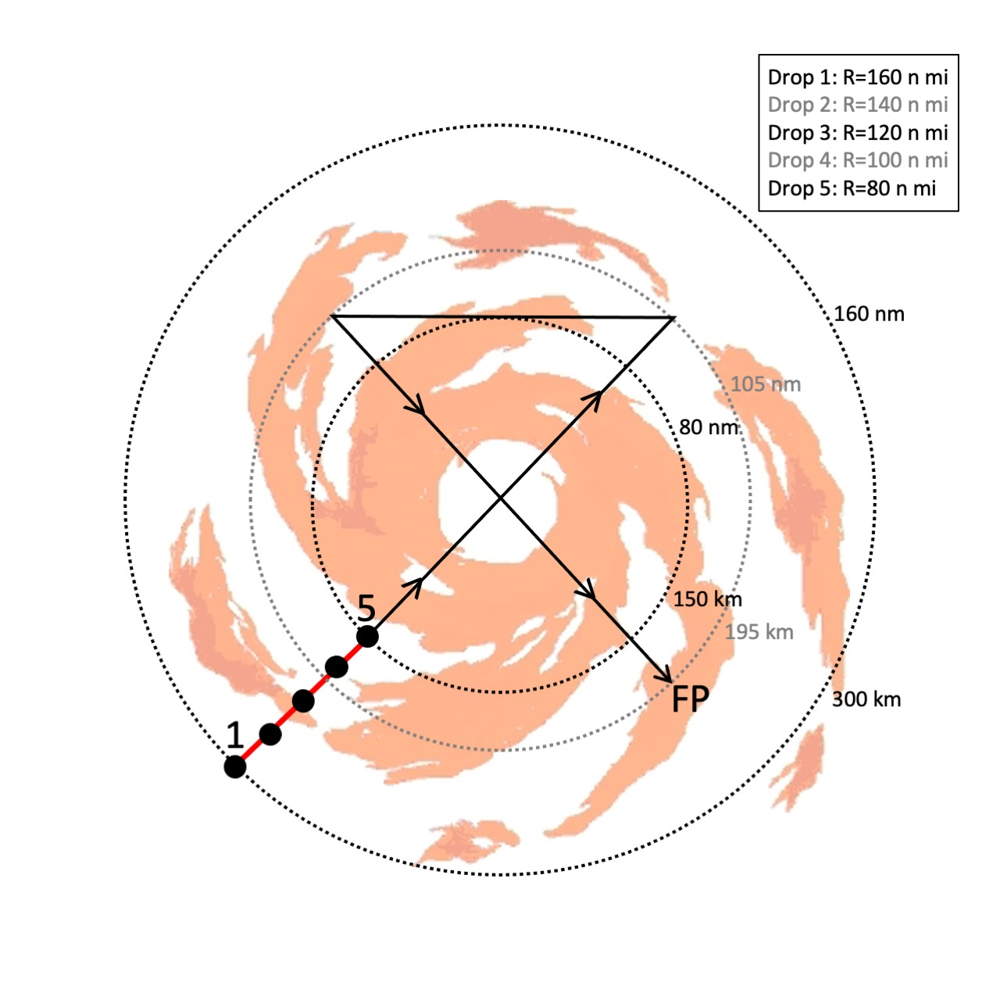 Drop 1: R=160 n mi
Drop 2: R=140 n mi
Drop 3: R=120 n mi
Drop 4: R=100 n mi
Drop 5: R=80 n mi
160 nm
105 nm
80 nm
5
150 km
195 km
FP
300 km
1